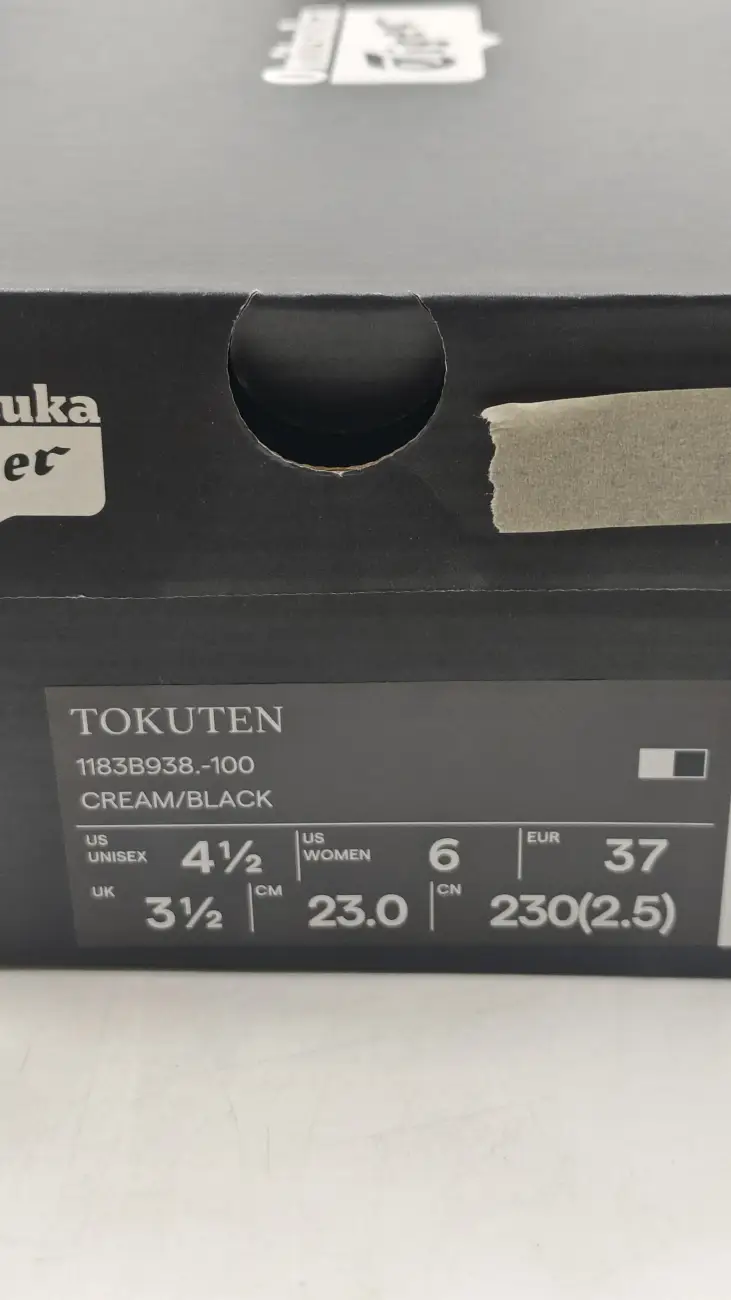 Tiger
uka
er
TOKUTEN
1183B938.-100
CREAM/BLACK
US UNISEX 4½ US WOMEN 6 EUR 37
UK 3½ CM 23.0 CN 230(2.5)